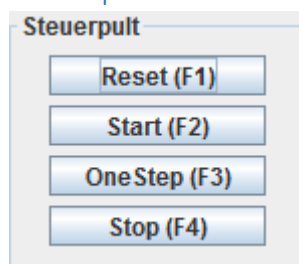 Steuerpult
Reset (F1)
Start (F2)
OneStep (F3)
Stop (F4)